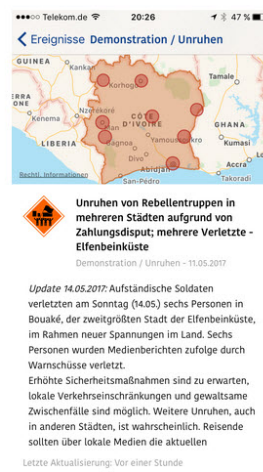 Telekom.de 20:26 47 %
Ereignisse Demonstration / Unruhen
GUINEA
Kankan
Korhogo
Tamale
Kenema
Nzérékoré
CÔTE
D'IVOIRE
GHANA
LIBERIA
Yamoussoukro
Kumasi
Divo
Accra
Abidjan
Rechtl. Informationen
San-Pedro
Takoradi
Unruhen von Rebellentruppen in
mehreren Städten aufgrund von
Zahlungsdisput; mehrere Verletzte -
Elfenbeinküste
Demonstration / Unruhen - 11.05.2017
Update 14.05.2017: Aufständische Soldaten
verletzten am Sonntag (14.05.) sechs Personen in
Bouaké, der zweitgrößten Stadt der Elfenbeinküste,
im Rahmen neuer Spannungen im Land. Sechs
Personen wurden Medienberichten zufolge durch
Warnschüsse verletzt.
Erhöhte Sicherheitsmaßnahmen sind zu erwarten,
lokale Verkehrseinschränkungen und gewaltsame
Zwischenfälle sind möglich. Weitere Unruhen, auch
in anderen Städten, ist wahrscheinlich. Reisende
sollten über lokale Medien die aktuellen
Letzte Aktualisierung: Vor einer Stunde